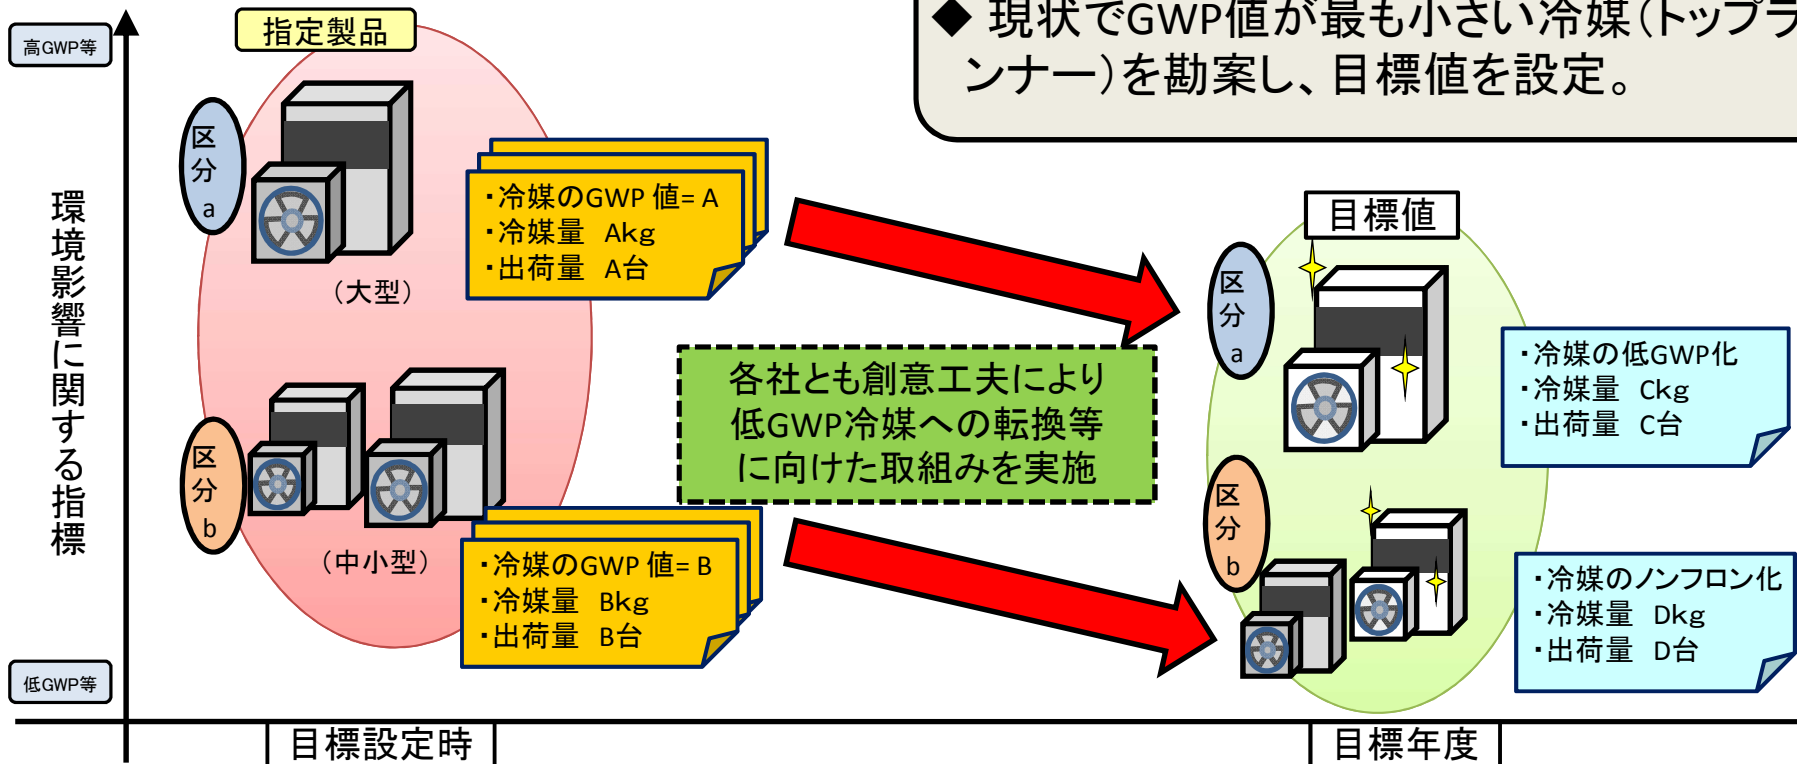 ◆ 現状でGWP値が最も小さい冷媒（トップラ
ンナー）を勘案し、目標値を設定。
高GWP等
指定製品
区
分
a
（大型）
・冷媒のGWP 値= A
・冷媒量 Akg
・出荷量 A台
環境影響に関する指標
区
分
b
（中小型）
・冷媒のGWP 値= B
・冷媒量 Bkg
・出荷量 B台
各社とも創意工夫により
低GWP冷媒への転換等
に向けた取組みを実施
目標値
区
分
a
・冷媒の低GWP化
・冷媒量 Ckg
・出荷量 C台
区
分
b
・冷媒のノンフロン化
・冷媒量 Dkg
・出荷量 D台
低GWP等
目標設定時
目標年度